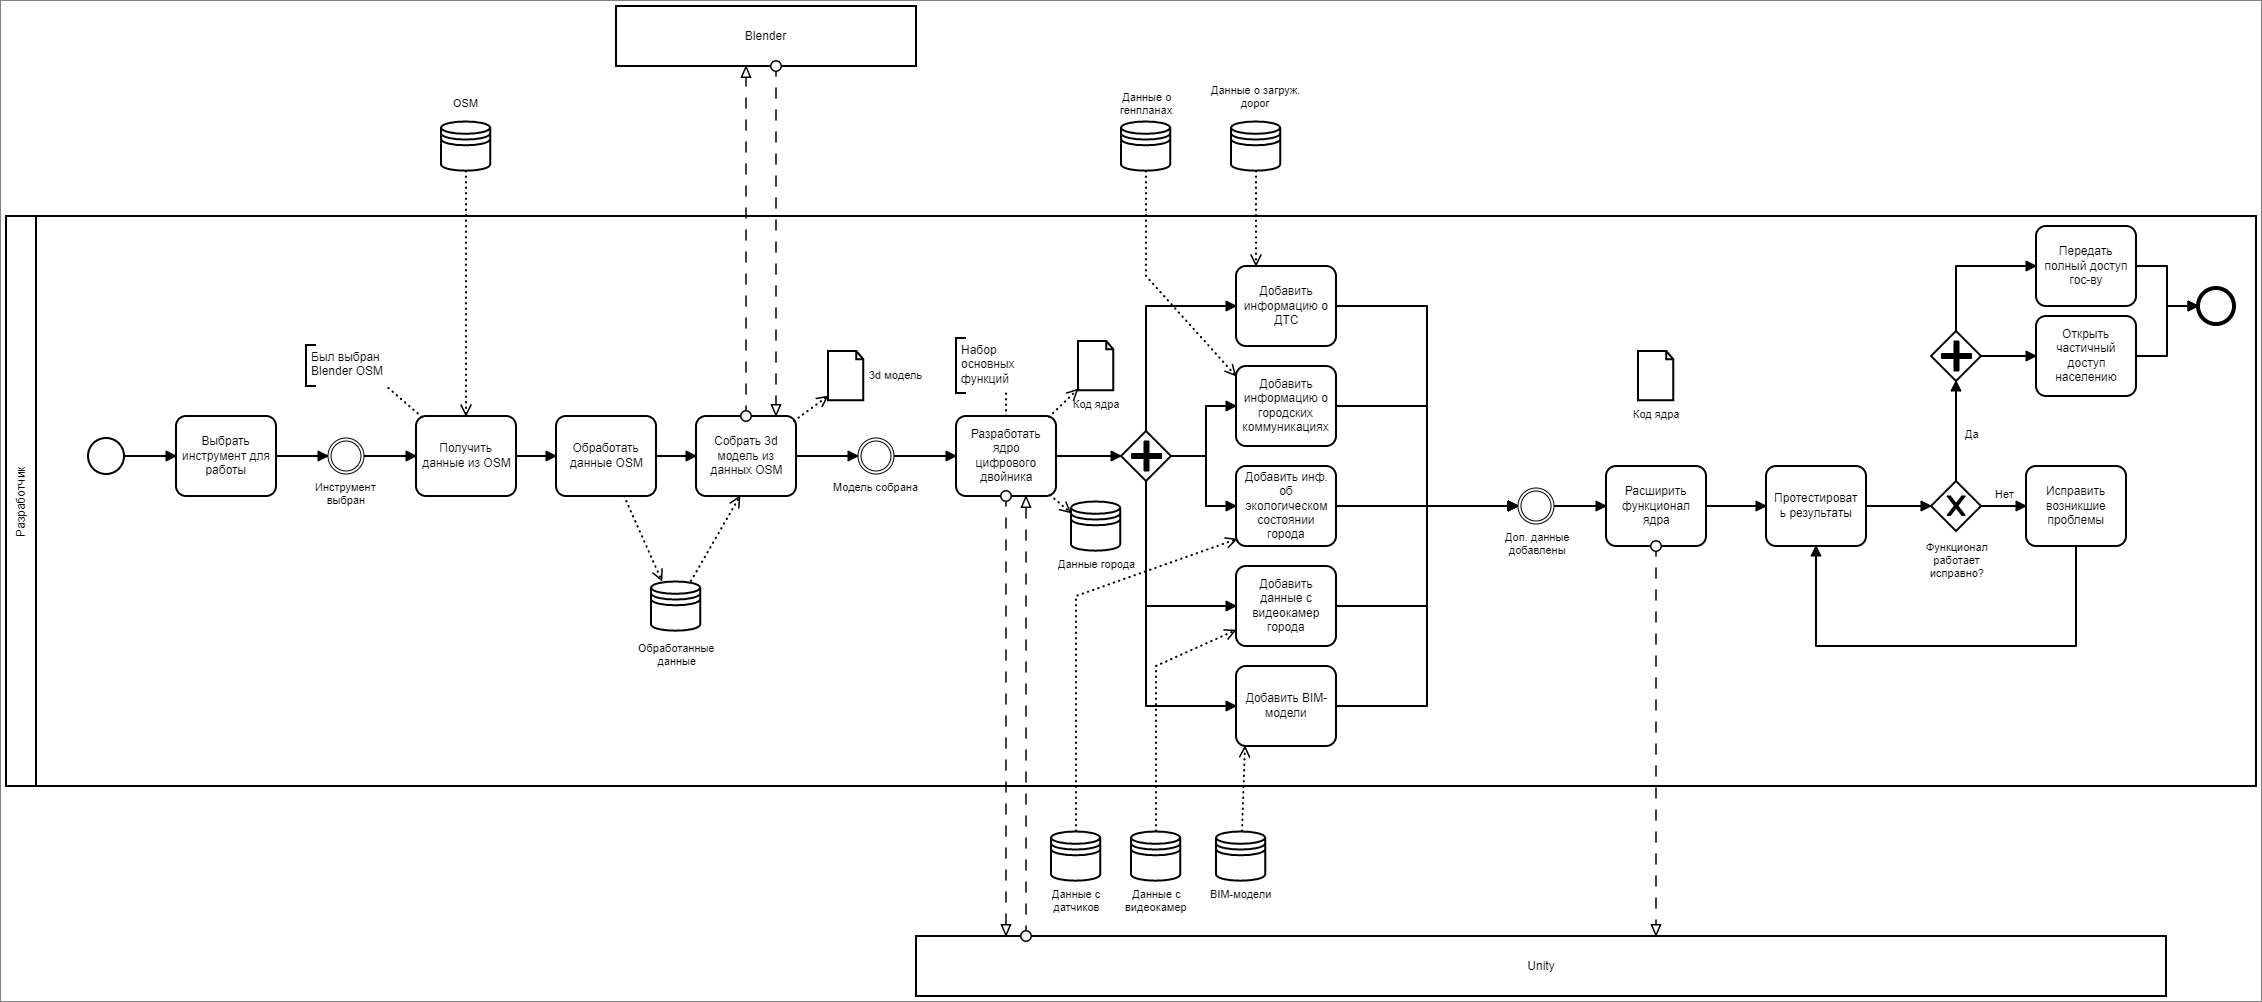 Blender
OSM
Данные о
генпланах
Данные о загруж.
дорог
Разработчик
Был выбран
Blender OSM
Выбрать
инструмент для
работы
Инструмент
выбран
Получить
данные из OSM
Обработать
данные OSM
Обработанные
данные
Собрать 3d
модель из
данных OSM
3d модель
Модель собрана
Набор
основных
функций
Разработать
ядро
цифрового
двойника
Код ядра
Данные города
Добавить
информацию о
ДТС
Добавить
информацию о
городских
коммуникациях
Добавить инф.
об
экологическом
состоянии
города
Добавить
данные с
видеокамер
города
Добавить BIM-
модели
Доп. данные
добавлены
Код ядра
Расширить
функционал
ядра
Протестироват
ь результаты
Функционал
работает
исправно?
Да
Нет
Исправить
возникшие
проблемы
Передать
полный доступ
гос-ву
Открыть
частичный
доступ
населению
Данные с
датчиков
Данные с
видеокамер
BIM-модели
Unity